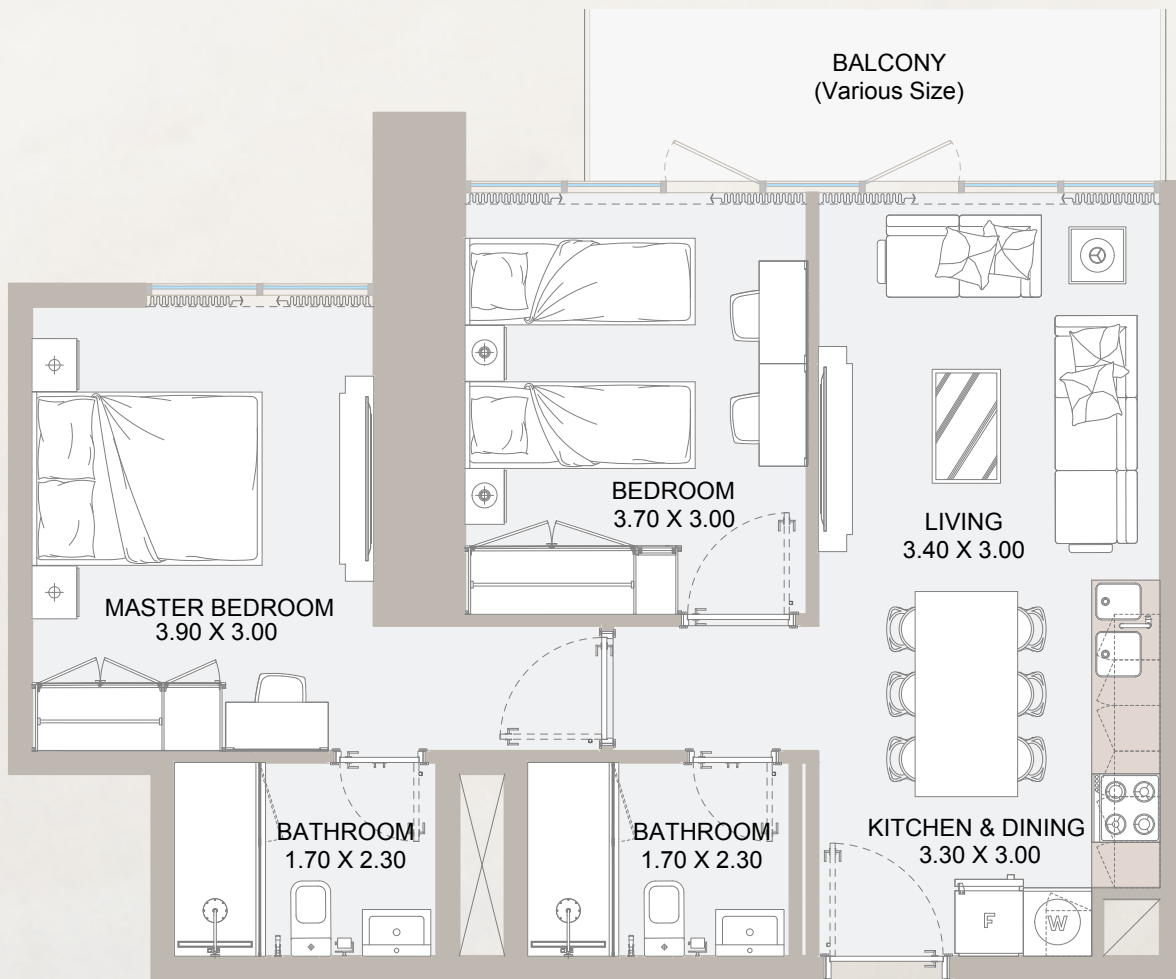 BALCONY
(Various Size)
BEDROOM
3.70 X 3.00
LIVING
3.40 X 3.00
MASTER BEDROOM
3.90 X 3.00
BATHROOM
1.70 X 2.30
BATHROOM
1.70 X 2.30
KITCHEN & DINING
3.30 X 3.00
F
W